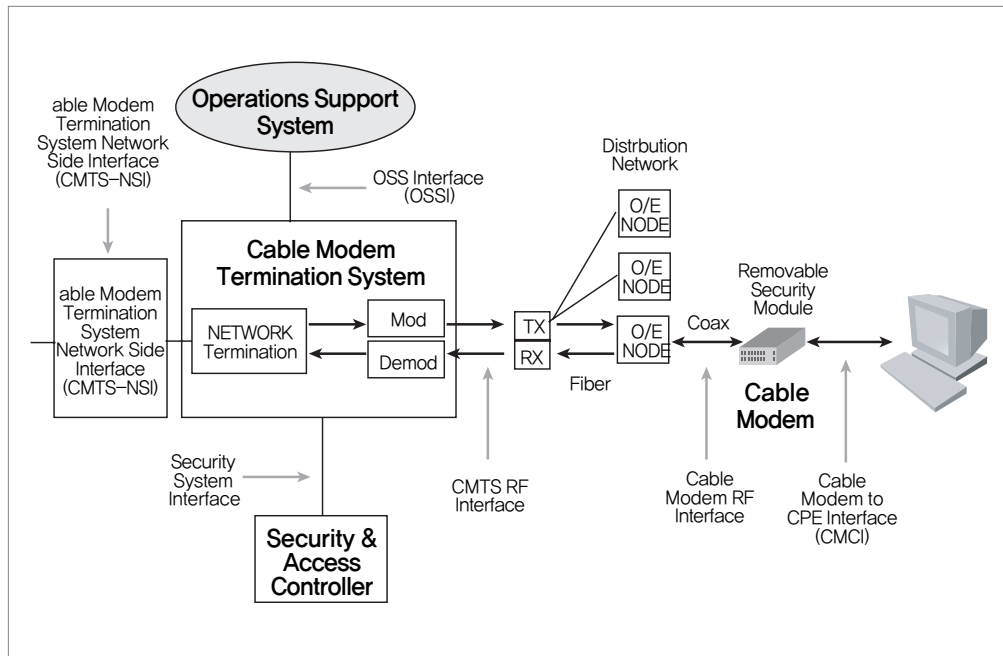 Operations Support
System
able Modem
Termination
System Network
Side Interface
(CMTS-NSI)
OSS Interface
(OSSI)
Distrbution
Network
O/E
NODE
O/E
NODE
O/E
NODE
Cable Modem
Termination System
able Modem
Termination
System
Network Side
Interface
(CMTS-NSI)
NETWORK
Termination
Mod
Demod
TX
RX
Fiber
Coax
Removable
Security
Module
Cable
Modem
Security
System
Interface
CMTS RF
Interface
Cable
Modem RF
Interface
Cable
Modem to
CPE Interface
(CMCI)
Security &
Access
Controller